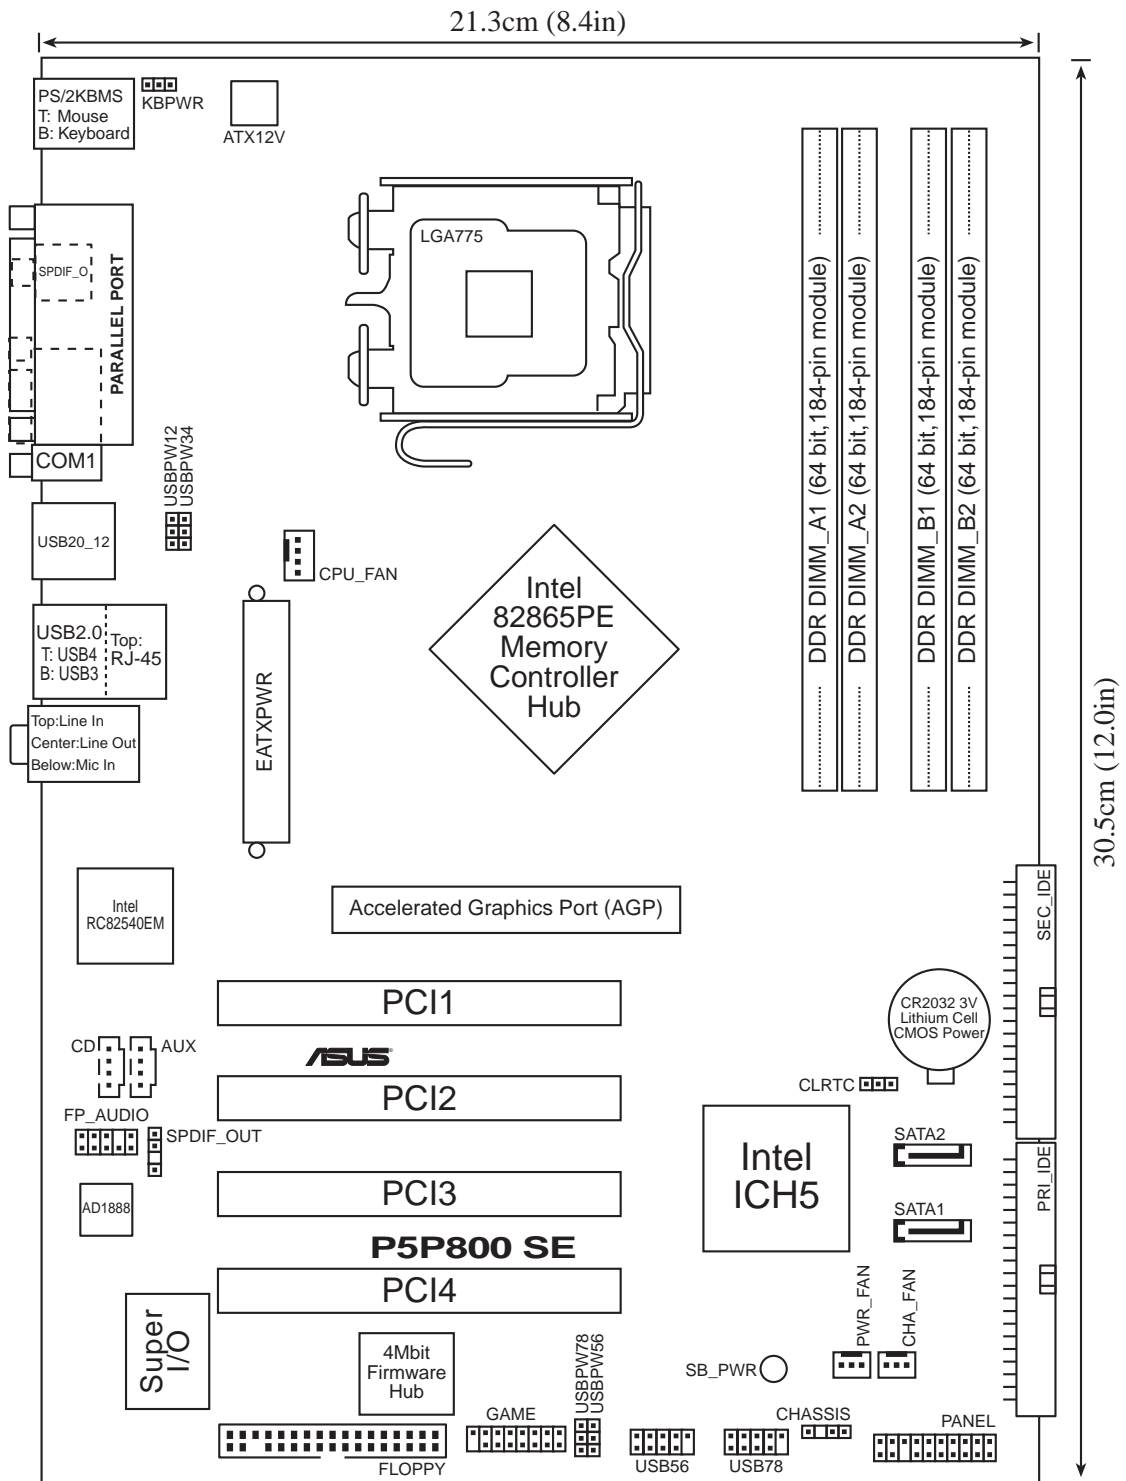 21.3cm (8.4in)
PS/2KBMS
T: Mouse
B: Keyboard
KBPWR
ATX12V
LGA775
SPDIF_O
PARALLEL PORT
COM1
USBPW12
USBPW34
USB20_12
CPU_FAN
USB2.0
T: USB4
B: USB3
Top:
RJ-45
Top:Line In
Center:Line Out
Below:Mic In
EATXPWR
Intel
82865PE
Memory
Controller
Hub
DDR DIMM_A1 (64 bit,184-pin module)
DDR DIMM_A2 (64 bit,184-pin module)
DDR DIMM_B1 (64 bit,184-pin module)
DDR DIMM_B2 (64 bit,184-pin module)
30.5cm (12.0in)
Intel
RC82540EM
Accelerated Graphics Port (AGP)
SEC_IDE
PCI1
CR2032 3V
Lithium Cell
CMOS Power
CD
AUX
ASUS
®
CLRTC
PCI2
FP_AUDIO
SPDIF_OUT
SATA2
Intel
ICH5
PRI_IDE
AD1888
PCI3
SATA1
P5P800 SE
PCI4
Super
I/O
4Mbit
Firmware
Hub
PWR_FAN
CHA_FAN
SB_PWR
USBPW78
USBPW56
GAME
CHASSIS
PANEL
FLOPPY
USB56
USB78